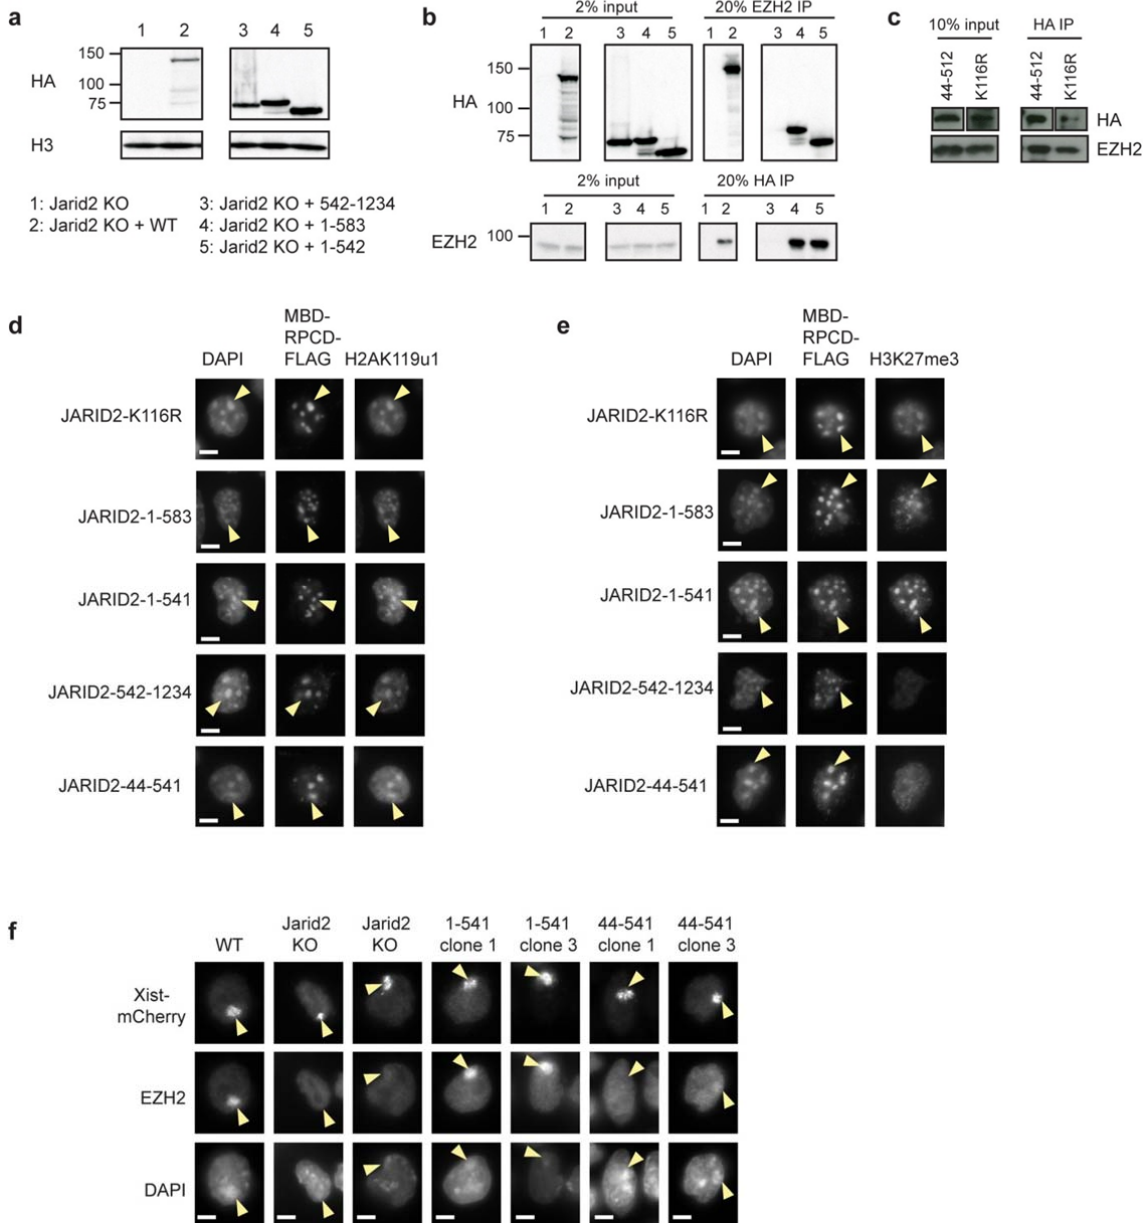 a
1 2 3 4 5
HA
150
100
75
H3
1: Jarid2 KO
2: Jarid2 KO + WT
3: Jarid2 KO + 542-1234
4: Jarid2 KO + 1-583
5: Jarid2 KO + 1-542
b
2% input 20% EZH2 IP
1 2 3 4 5 1 2 3 4 5
HA
150
100
75
2% input 20% HA IP
1 2 3 4 5 1 2 3 4 5
EZH2 100
c
10% input HA IP
44-512 K116R 44-512 K116R
HA
EZH2
d
DAPI
MBD-
RPCD-
FLAG
H2AK119u1
JARID2-K116R
JARID2-1-583
JARID2-1-541
JARID2-542-1234
JARID2-44-541
e
DAPI
MBD-
RPCD-
FLAG
H3K27me3
JARID2-K116R
JARID2-1-583
JARID2-1-541
JARID2-542-1234
JARID2-44-541
f
WT
Jarid2
KO
Jarid2
KO
1-541
clone 1
1-541
clone 3
44-541
clone 1
44-541
clone 3
Xist-
mCherry
EZH2
DAPI